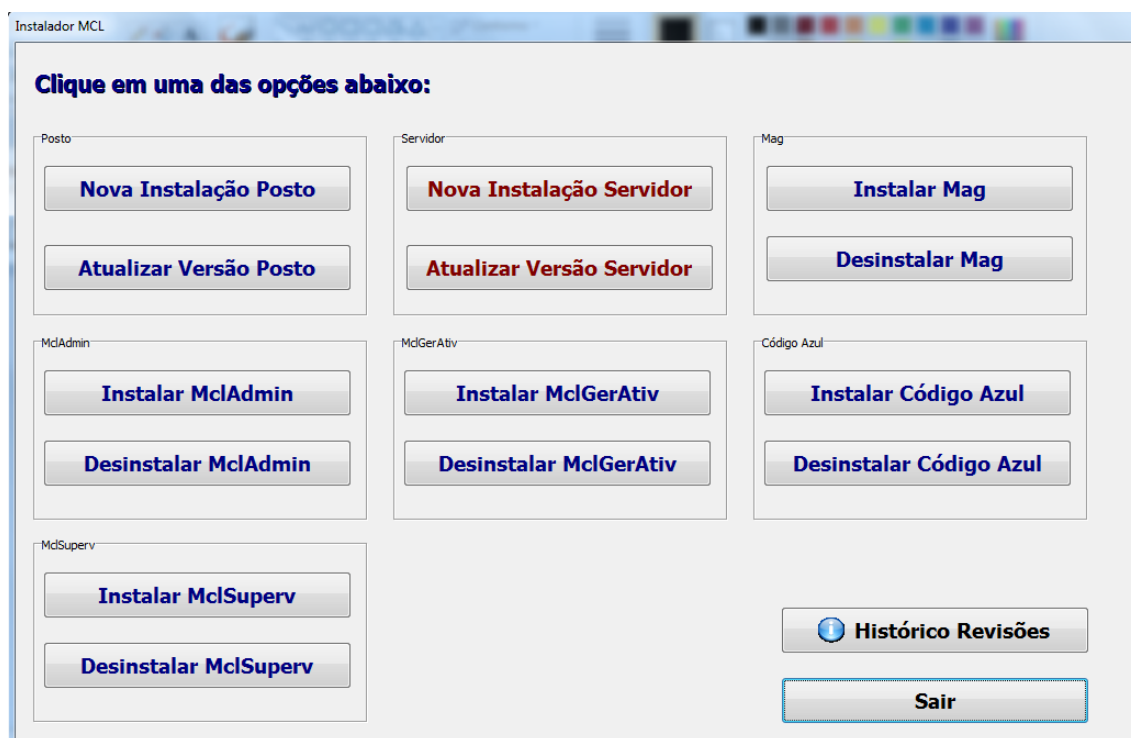 Instalador MCL
Clique em uma das opções abaixo:
Posto
Nova Instalação Posto
Atualizar Versão Posto
Servidor
Nova Instalação Servidor
Atualizar Versão Servidor
Mag
Instalar Mag
Desinstalar Mag
MclAdmin
Instalar MclAdmin
Desinstalar MclAdmin
MclGerAtiv
Instalar MclGerAtiv
Desinstalar MclGerAtiv
Código Azul
Instalar Código Azul
Desinstalar Código Azul
MclSuperv
Instalar MclSuperv
Desinstalar MclSuperv
Histórico Revisões
Sair